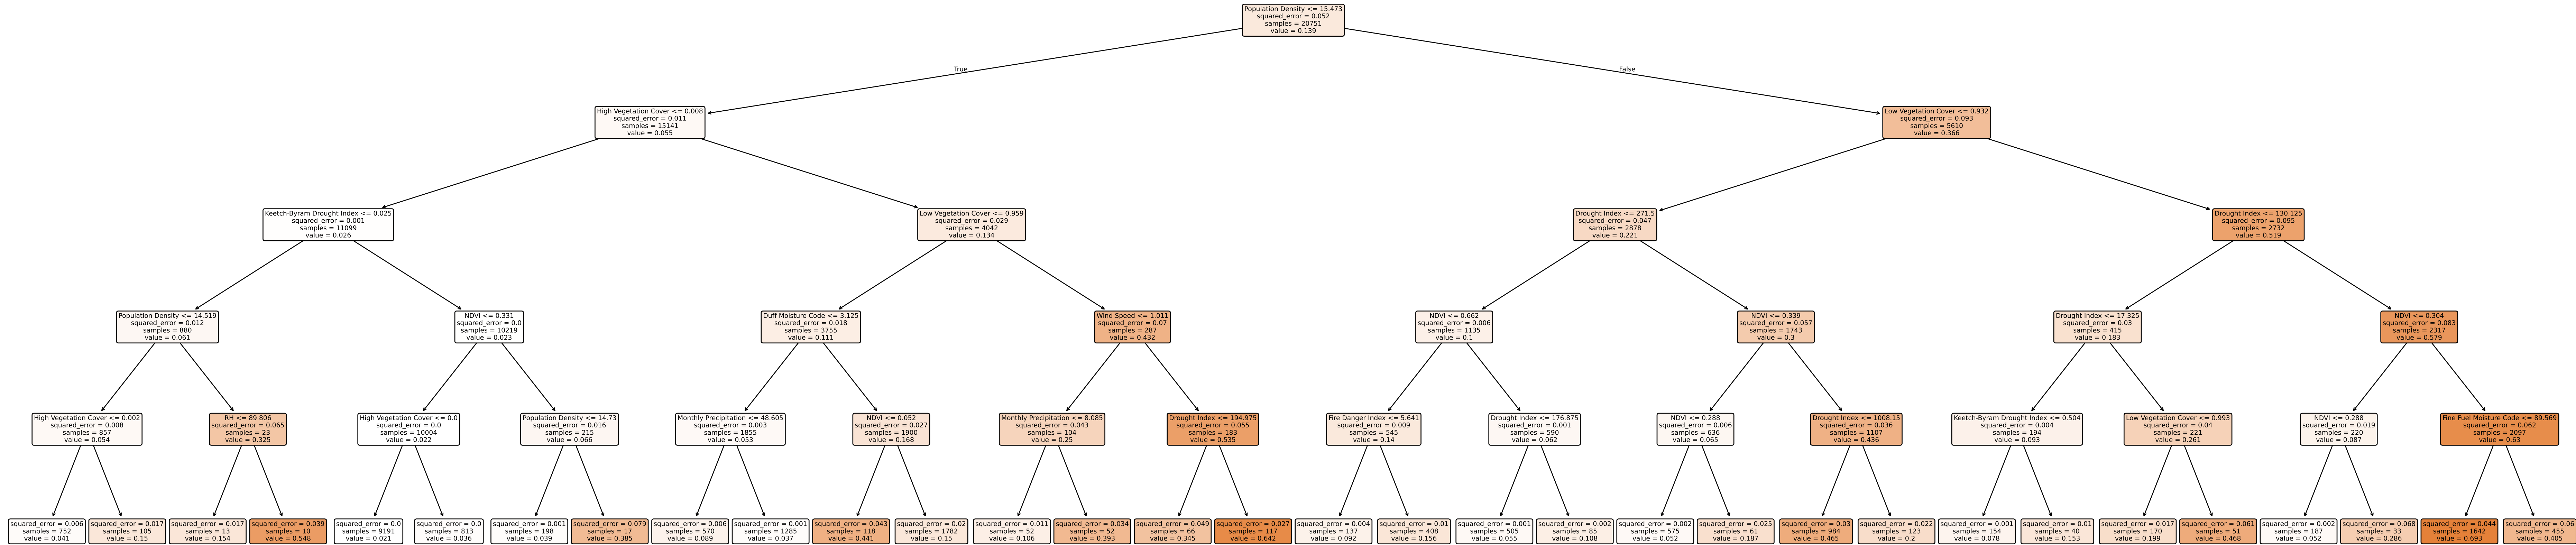 Population Density <= 15.473
squared_error = 0.052
samples = 20751
value = 0.139
True
False
High Vegetation Cover <= 0.008
squared_error = 0.011
samples = 15141
value = 0.055
Low Vegetation Cover <= 0.932
squared_error = 0.093
samples = 5610
value = 0.366
Keetch-Byram Drought Index <= 0.025
squared_error = 0.001
samples = 11099
value = 0.026
Low Vegetation Cover <= 0.959
squared_error = 0.029
samples = 4042
value = 0.134
Drought Index <= 271.5
squared_error = 0.047
samples = 2878
value = 0.221
Drought Index <= 130.125
squared_error = 0.095
samples = 2732
value = 0.519
Population Density <= 14.519
squared_error = 0.012
samples = 880
value = 0.061
NDVI <= 0.331
squared_error = 0.0
samples = 10219
value = 0.023
Duff Moisture Code <= 3.125
squared_error = 0.018
samples = 3755
value = 0.111
Wind Speed <= 1.011
squared_error = 0.07
samples = 287
value = 0.432
NDVI <= 0.662
squared_error = 0.006
samples = 1135
value = 0.1
NDVI <= 0.339
squared_error = 0.057
samples = 1743
value = 0.3
Drought Index <= 17.325
squared_error = 0.03
samples = 415
value = 0.183
NDVI <= 0.304
squared_error = 0.083
samples = 2317
value = 0.579
High Vegetation Cover <= 0.002
squared_error = 0.008
samples = 857
value = 0.054
RH <= 89.806
squared_error = 0.065
samples = 23
value = 0.325
High Vegetation Cover <= 0.0
squared_error = 0.0
samples = 10004
value = 0.022
Population Density <= 14.73
squared_error = 0.016
samples = 215
value = 0.066
Monthly Precipitation <= 48.605
squared_error = 0.003
samples = 1855
value = 0.053
NDVI <= 0.052
squared_error = 0.027
samples = 1900
value = 0.168
Monthly Precipitation <= 8.085
squared_error = 0.043
samples = 104
value = 0.25
Drought Index <= 194.975
squared_error = 0.055
samples = 183
value = 0.535
Fire Danger Index <= 5.641
squared_error = 0.009
samples = 545
value = 0.14
Drought Index <= 176.875
squared_error = 0.001
samples = 590
value = 0.062
NDVI <= 0.288
squared_error = 0.006
samples = 636
value = 0.065
Drought Index <= 1008.15
squared_error = 0.036
samples = 1107
value = 0.436
Keetch-Byram Drought Index <= 0.504
squared_error = 0.004
samples = 194
value = 0.093
Low Vegetation Cover <= 0.993
squared_error = 0.04
samples = 221
value = 0.261
NDVI <= 0.288
squared_error = 0.019
samples = 220
value = 0.087
Fine Fuel Moisture Code <= 89.569
squared_error = 0.062
samples = 2097
value = 0.63
squared_error = 0.006
samples = 752
value = 0.041
squared_error = 0.017
samples = 105
value = 0.15
squared_error = 0.017
samples = 13
value = 0.154
squared_error = 0.039
samples = 10
value = 0.548
squared_error = 0.0
samples = 9191
value = 0.021
squared_error = 0.0
samples = 813
value = 0.036
squared_error = 0.001
samples = 198
value = 0.039
squared_error = 0.079
samples = 17
value = 0.385
squared_error = 0.006
samples = 570
value = 0.089
squared_error = 0.001
samples = 1285
value = 0.037
squared_error = 0.043
samples = 118
value = 0.441
squared_error = 0.02
samples = 1782
value = 0.15
squared_error = 0.011
samples = 52
value = 0.106
squared_error = 0.034
samples = 52
value = 0.393
squared_error = 0.049
samples = 66
value = 0.345
squared_error = 0.027
samples = 117
value = 0.642
squared_error = 0.004
samples = 137
value = 0.092
squared_error = 0.01
samples = 408
value = 0.156
squared_error = 0.001
samples = 505
value = 0.055
squared_error = 0.002
samples = 85
value = 0.108
squared_error = 0.002
samples = 575
value = 0.052
squared_error = 0.025
samples = 61
value = 0.187
squared_error = 0.03
samples = 984
value = 0.465
squared_error = 0.022
samples = 123
value = 0.2
squared_error = 0.001
samples = 154
value = 0.078
squared_error = 0.01
samples = 40
value = 0.153
squared_error = 0.017
samples = 170
value = 0.199
squared_error = 0.061
samples = 51
value = 0.468
squared_error = 0.002
samples = 187
value = 0.052
squared_error = 0.068
samples = 33
value = 0.286
squared_error = 0.044
samples = 1642
value = 0.693
squared_error = 0.06
samples = 455
value = 0.405